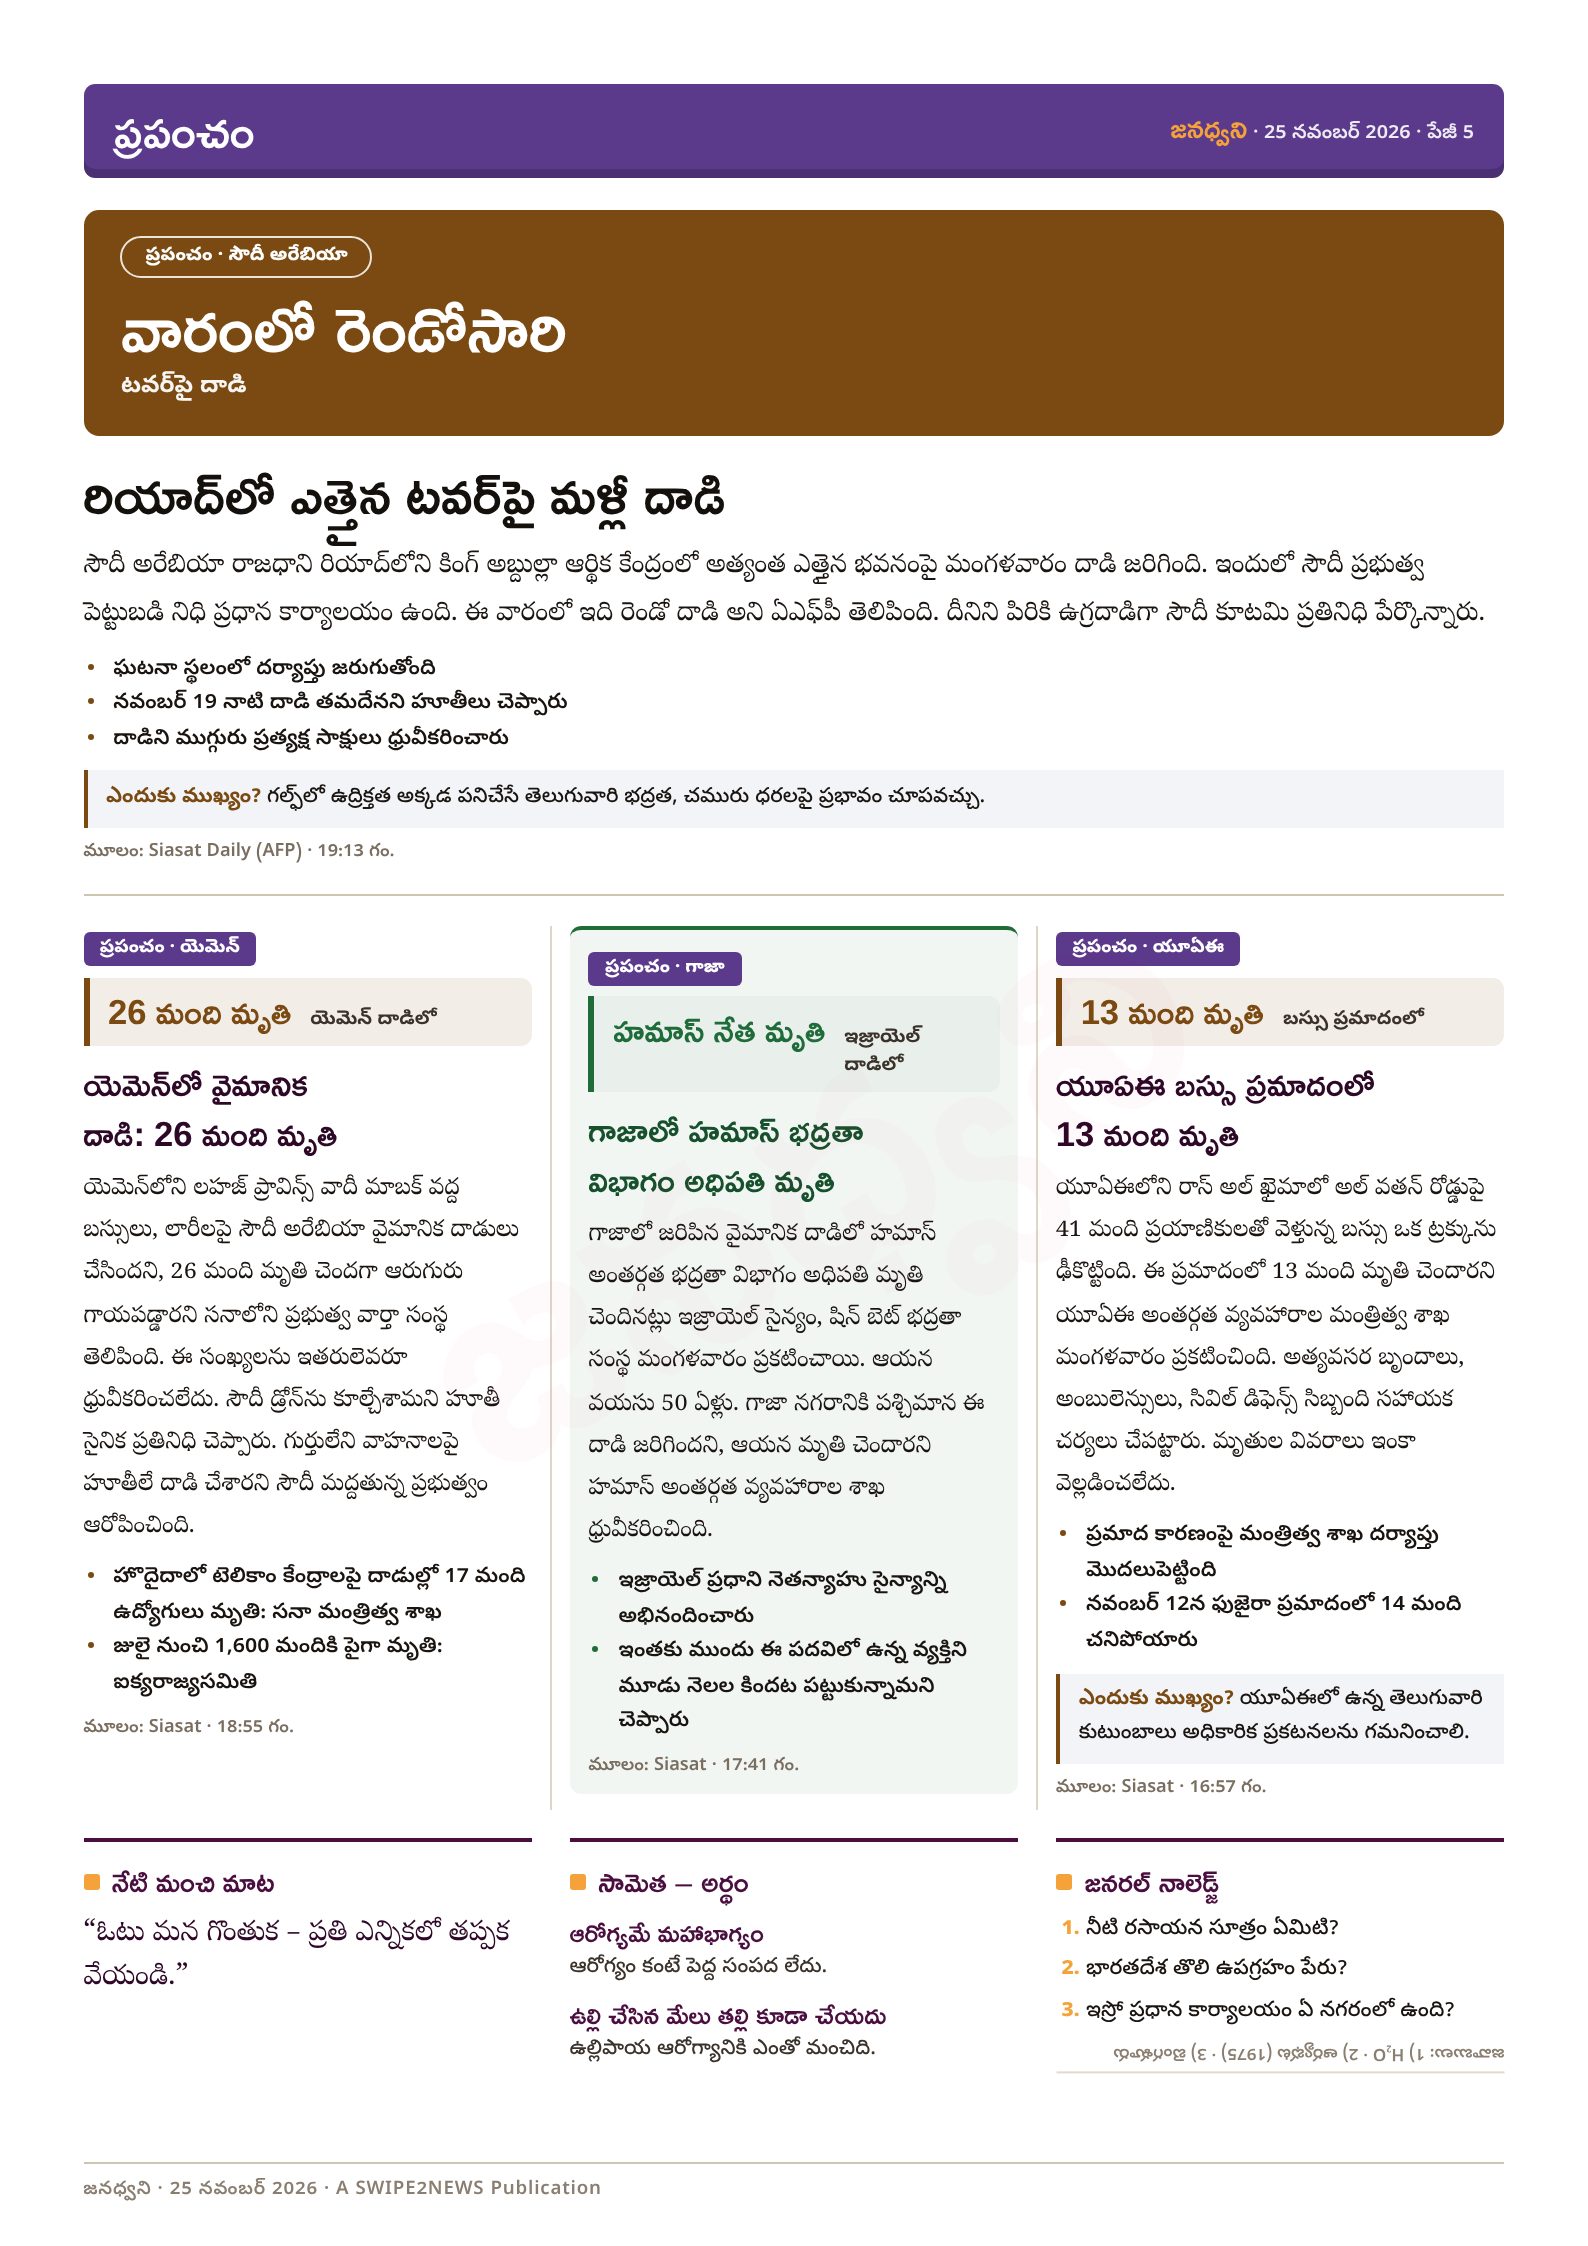 ప్రపంచం
జనధ్వని · 25 నవంబర్ 2026 · పేజీ 5
ప్రపంచం · సౌదీ అరేబియా
వారంలో రెండోసారి
టవర్‌పై దాడి
రియాద్‌లో ఎత్తైన టవర్‌పై మళ్లీ దాడి
సౌదీ అరేబియా రాజధాని రియాద్‌లోని కింగ్ అబ్దుల్లా ఆర్థిక కేంద్రంలో అత్యంత ఎత్తైన భవనంపై మంగళవారం దాడి జరిగింది. ఇందులో సౌదీ ప్రభుత్వ
పెట్టుబడి నిధి ప్రధాన కార్యాలయం ఉంది. ఈ వారంలో ఇది రెండో దాడి అని ఏఎఫ్‌పీ తెలిపింది. దీనిని పిరికి ఉగ్రదాడిగా సౌదీ కూటమి ప్రతినిధి పేర్కొన్నారు.
• ఘటనా స్థలంలో దర్యాప్తు జరుగుతోంది
• నవంబర్ 19 నాటి దాడి తమదేనని హూతీలు చెప్పారు
• దాడిని ముగ్గురు ప్రత్యక్ష సాక్షులు ధ్రువీకరించారు
ఎందుకు ముఖ్యం? గల్ఫ్‌లో ఉద్రిక్తత అక్కడ పనిచేసే తెలుగువారి భద్రత, చమురు ధరలపై ప్రభావం చూపవచ్చు.
మూలం: Siasat Daily (AFP) · 19:13 గం.
ప్రపంచం · యెమెన్
26 మంది మృతి యెమెన్ దాడిలో
యెమెన్‌లో వైమానిక
దాడి: 26 మంది మృతి
యెమెన్‌లోని లహజ్ ప్రావిన్స్ వాదీ మాబక్ వద్ద
బస్సులు, లారీలపై సౌదీ అరేబియా వైమానిక దాడులు
చేసిందని, 26 మంది మృతి చెందగా ఆరుగురు
గాయపడ్డారని సనాలోని ప్రభుత్వ వార్తా సంస్థ
తెలిపింది. ఈ సంఖ్యలను ఇతరులెవరూ
ధ్రువీకరించలేదు. సౌదీ డ్రోన్‌ను కూల్చేశామని హూతీ
సైనిక ప్రతినిధి చెప్పారు. గుర్తులేని వాహనాలపై
హూతీలే దాడి చేశారని సౌదీ మద్దతున్న ప్రభుత్వం
ఆరోపించింది.
• హొదైదాలో టెలికాం కేంద్రాలపై దాడుల్లో 17 మంది
ఉద్యోగులు మృతి: సనా మంత్రిత్వ శాఖ
• జులై నుంచి 1,600 మందికి పైగా మృతి:
ఐక్యరాజ్యసమితి
మూలం: Siasat · 18:55 గం.
ప్రపంచం · గాజా
హమాస్ నేత మృతి ఇజ్రాయెల్
దాడిలో
గాజాలో హమాస్ భద్రతా
విభాగం అధిపతి మృతి
గాజాలో జరిపిన వైమానిక దాడిలో హమాస్
అంతర్గత భద్రతా విభాగం అధిపతి మృతి
చెందినట్లు ఇజ్రాయెల్ సైన్యం, షిన్ బెట్ భద్రతా
సంస్థ మంగళవారం ప్రకటించాయి. ఆయన
వయసు 50 ఏళ్లు. గాజా నగరానికి పశ్చిమాన ఈ
దాడి జరిగిందని, ఆయన మృతి చెందారని
హమాస్ అంతర్గత వ్యవహారాల శాఖ
ధ్రువీకరించింది.
• ఇజ్రాయెల్ ప్రధాని నెతన్యాహు సైన్యాన్ని
అభినందించారు
• ఇంతకు ముందు ఈ పదవిలో ఉన్న వ్యక్తిని
మూడు నెలల కిందట పట్టుకున్నామని
చెప్పారు
మూలం: Siasat · 17:41 గం.
ప్రపంచం · యూఏఈ
13 మంది మృతి బస్సు ప్రమాదంలో
యూఏఈ బస్సు ప్రమాదంలో
13 మంది మృతి
యూఏఈలోని రాస్ అల్ ఖైమాలో అల్ వతన్ రోడ్డుపై
41 మంది ప్రయాణికులతో వెళ్తున్న బస్సు ఒక ట్రక్కును
ఢీకొట్టింది. ఈ ప్రమాదంలో 13 మంది మృతి చెందారని
యూఏఈ అంతర్గత వ్యవహారాల మంత్రిత్వ శాఖ
మంగళవారం ప్రకటించింది. అత్యవసర బృందాలు,
అంబులెన్సులు, సివిల్ డిఫెన్స్ సిబ్బంది సహాయక
చర్యలు చేపట్టారు. మృతుల వివరాలు ఇంకా
వెల్లడించలేదు.
• ప్రమాద కారణంపై మంత్రిత్వ శాఖ దర్యాప్తు
మొదలుపెట్టింది
• నవంబర్ 12న ఫుజైరా ప్రమాదంలో 14 మంది
చనిపోయారు
ఎందుకు ముఖ్యం? యూఏఈలో ఉన్న తెలుగువారి
కుటుంబాలు అధికారిక ప్రకటనలను గమనించాలి.
మూలం: Siasat · 16:57 గం.
నేటి మంచి మాట
“ఓటు మన గొంతుక – ప్రతి ఎన్నికలో తప్పక
వేయండి.”
సామెత — అర్థం
ఆరోగ్యమే మహాభాగ్యం
ఆరోగ్యం కంటే పెద్ద సంపద లేదు.
ఉల్లి చేసిన మేలు తల్లి కూడా చేయదు
ఉల్లిపాయ ఆరోగ్యానికి ఎంతో మంచిది.
జనరల్ నాలెడ్జ్
1. నీటి రసాయన సూత్రం ఏమిటి?
2. భారతదేశ తొలి ఉపగ్రహం పేరు?
3. ఇస్రో ప్రధాన కార్యాలయం ఏ నగరంలో ఉంది?
జవాబులు: 1) H₂O · 2) ఆర్యభట్ట (1975) · 3) బెంగళూరు
జనధ్వని · 25 నవంబర్ 2026 · A SWIPE2NEWS Publication
జనధ్వని